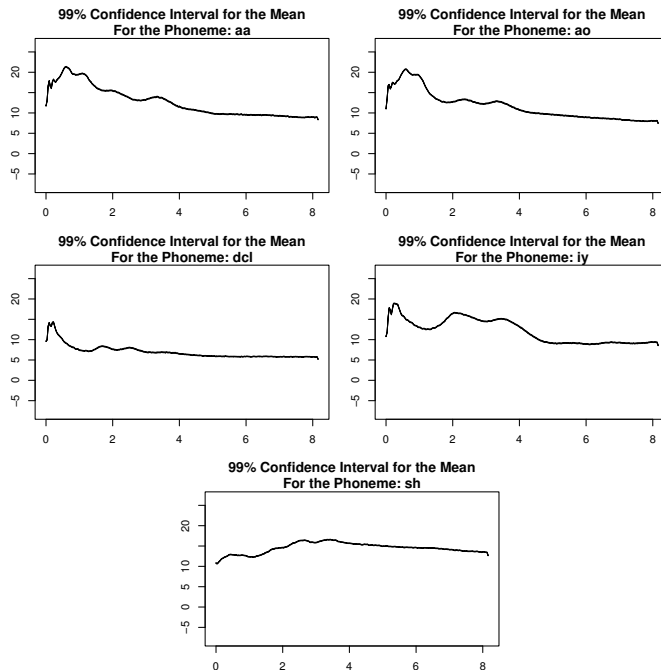 99% Confidence Interval for the Mean
For the Phoneme: aa
-5 0 5 10 20
0 2 4 6 8
99% Confidence Interval for the Mean
For the Phoneme: ao
-5 0 5 10 20
0 2 4 6 8
99% Confidence Interval for the Mean
For the Phoneme: dcl
-5 0 5 10 20
0 2 4 6 8
99% Confidence Interval for the Mean
For the Phoneme: iy
-5 0 5 10 20
0 2 4 6 8
99% Confidence Interval for the Mean
For the Phoneme: sh
-5 0 5 10 20
0 2 4 6 8